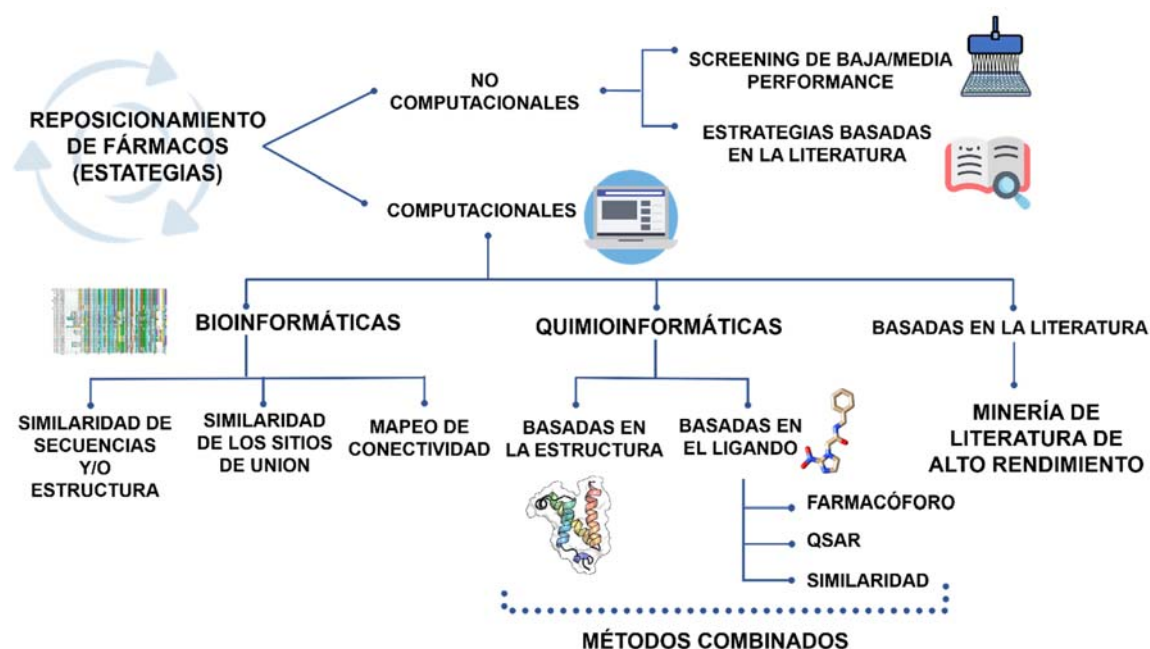 REPOSICIONAMIENTO
DE FÁRMACOS
(ESTATEGIAS)
NO
COMPUTACIONALES
SCREENING DE BAJA/MEDIA
PERFORMANCE
ESTRATEGIAS BASADAS
EN LA LITERATURA
COMPUTACIONALES
BIOINFORMÁTICAS
QUIMIOINFORMÁTICAS
BASADAS EN LA LITERATURA
SIMILARIDAD DE
SECUENCIAS
Y/O
ESTRUCTURA
SIMILARIDAD
DE LOS SITIOS
DE UNION
MAPEO DE
CONECTIVIDAD
BASADAS EN
LA ESTRUCTURA
BASADAS EN
EL LIGANDO
MINERÍA DE
LITERATURA DE
ALTO RENDIMIENTO
FARMACÓFORO
QSAR
SIMILARIDAD
MÉTODOS COMBINADOS